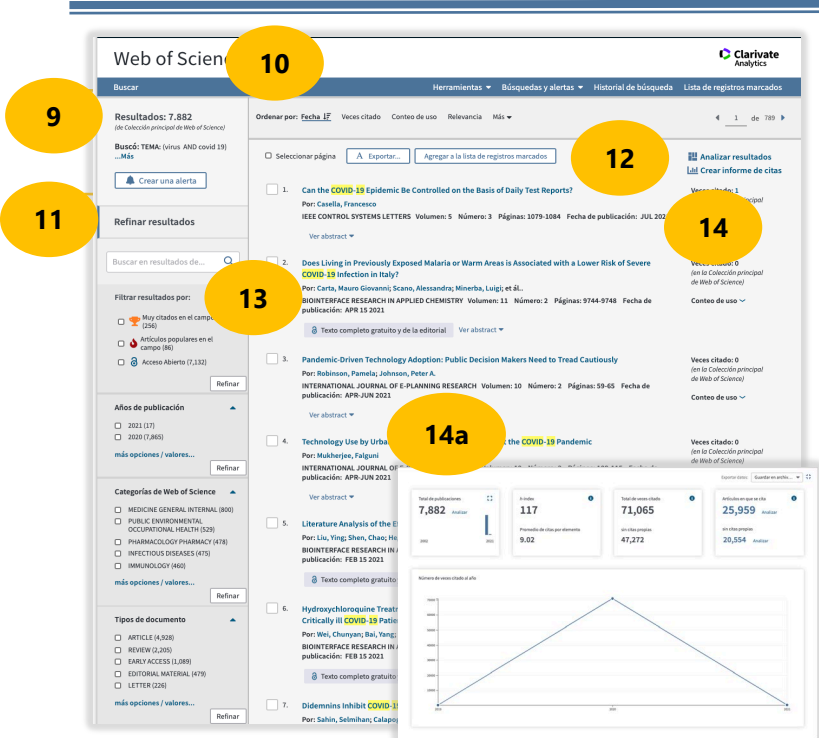 Web of Scien
10
Clarivate
Analytics
Buscar
Herramientas
Búsquedas y alertas
Historial de búsqueda
Lista de registros marcados
9
Resultados: 7.882
(de Colección principal de Web of Science)
Buscó: TEMA: (virus AND covid 19)
...Más
Crear una alerta
Ordenar por: Fecha Veces citado Conteo de uso Relevancia Más
1 de 789
Seleccionar página
Exportar...
Agregar a la lista de registros marcados
12
Analizar resultados
Crear informe de citas
11
Refinar resultados
Buscar en resultados de...
13
Filtrar resultados por:
Muy citados en el campo
(256)
Artículos populares en el
campo (86)
Acceso Abierto (7,132)
Refinar
Años de publicación
2021 (17)
2020 (7,865)
más opciones / valores...
Refinar
Categorías de Web of Science
MEDICINE GENERAL INTERNAL (800)
PUBLIC ENVIRONMENTAL
OCCUPATIONAL HEALTH (529)
PHARMACOLOGY PHARMACY (478)
INFECTIOUS DISEASES (475)
IMMUNOLOGY (460)
más opciones / valores...
Refinar
Tipos de documento
ARTICLE (4,928)
REVIEW (2,205)
EARLY ACCESS (1,089)
EDITORIAL MATERIAL (479)
LETTER (226)
más opciones / valores...
Refinar
1. Can the COVID-19 Epidemic Be Controlled on the Basis of Daily Test Reports?
Por: Casella, Francesco
IEEE CONTROL SYSTEMS LETTERS Volumen: 5 Número: 3 Páginas: 1079-1084 Fecha de publicación: JUL 202
Ver abstract
14
2. Does Living in Previously Exposed Malaria or Warm Areas is Associated with a Lower Risk of Severe
COVID-19 Infection in Italy?
Por: Carta, Mauro Giovanni; Scano, Alessandra; Minerba, Luigi; et ál..
BIOINTERFACE RESEARCH IN APPLIED CHEMISTRY Volumen: 11 Número: 2 Páginas: 9744-9748 Fecha de
publicación: APR 15 2021
Texto completo gratuito y de la editorial Ver abstract
Veces citado: 0
(en la Colección principal
de Web of Science)
Conteo de uso
3. Pandemic-Driven Technology Adoption: Public Decision Makers Need to Tread Cautiously
Por: Robinson, Pamela; Johnson, Peter A.
INTERNATIONAL JOURNAL OF E-PLANNING RESEARCH Volumen: 10 Número: 2 Páginas: 59-65 Fecha de
publicación: APR-JUN 2021
Ver abstract
Veces citado: 0
(en la Colección principal
de Web of Science)
Conteo de uso
14a
4. Technology Use by Urba
the COVID-19 Pandemic
Por: Mukherjee, Falguni
INTERNATIONAL JOURNAL OF E
publicación: APR-JUN 2021
Ver abstract
Veces citado: 0
(en la Colección principal
de Web of Science)
5. Literature Analysis of the E
Por: Liu, Ying; Shen, Chao; He
BIOINTERFACE RESEARCH IN A
publicación: FEB 15 2021
Texto completo gratuito
6. Hydroxychloroquine Treatr
Critically ill COVID-19 Patie
Por: Wei, Chunyan; Bai, Yang;
BIOINTERFACE RESEARCH IN A
publicación: FEB 15 2021
Texto completo gratuito
7. Didemnins Inhibit COVID-1
Por: Sahin, Selmihan; Calapo
Exportar datos: Guardar en archiv...
Total de publicaciones
7,882 Analizar
h-index
117
Promedio de citas por elemento
9.02
Total de veces citado
71,065
sin citas propias
47,272
Artículos en que se cita
25,959 Analizar
sin citas propias
20,554 Analizar
Número de veces citado al año